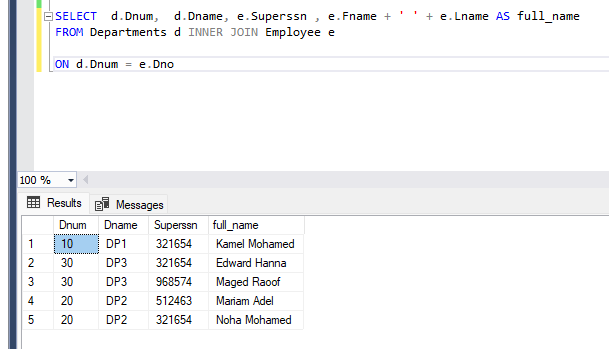 SELECT  d.Dnum,  d.Dname, e.Superssn , e.Fname + ' ' + e.Lname AS full_name
FROM Departments d INNER JOIN Employee e
ON d.Dnum = e.Dno
100 %
Results Messages
Dnum Dname Superssn full_name
1 10 DP1 321654 Kamel Mohamed
2 30 DP3 321654 Edward Hanna
3 30 DP3 968574 Maged Raoof
4 20 DP2 512463 Mariam Adel
5 20 DP2 321654 Noha Mohamed